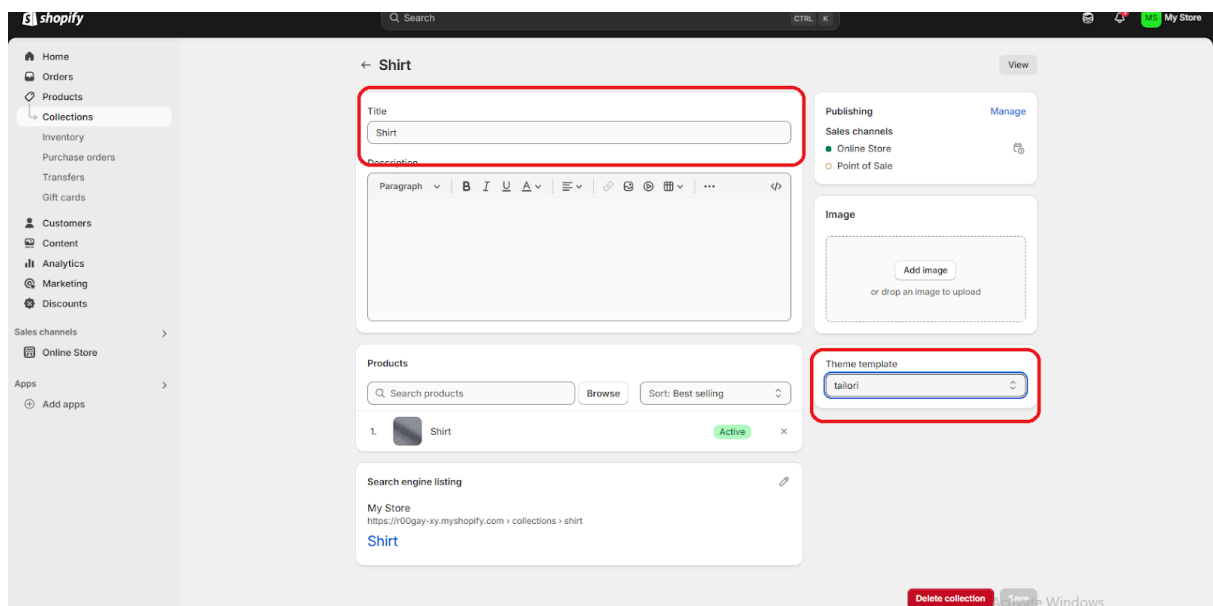 shopify
Search
CTRL K
MS My Store
Home
Orders
Products
Collections
Inventory
Purchase orders
Transfers
Gift cards
Customers
Content
Analytics
Marketing
Discounts
Sales channels
Online Store
Apps
Add apps
← Shirt
View
Title
Shirt
Description
Paragraph B I U A ... </>
Products
Search products Browse Sort: Best selling
1. Shirt Active ×
Search engine listing
My Store
https://r00gay-xy.myshopify.com › collections › shirt
Shirt
Publishing Manage
Sales channels
Online Store
Point of Sale
Image
Add image
or drop an image to upload
Theme template
tailori
Delete collection Save
Activate Windows